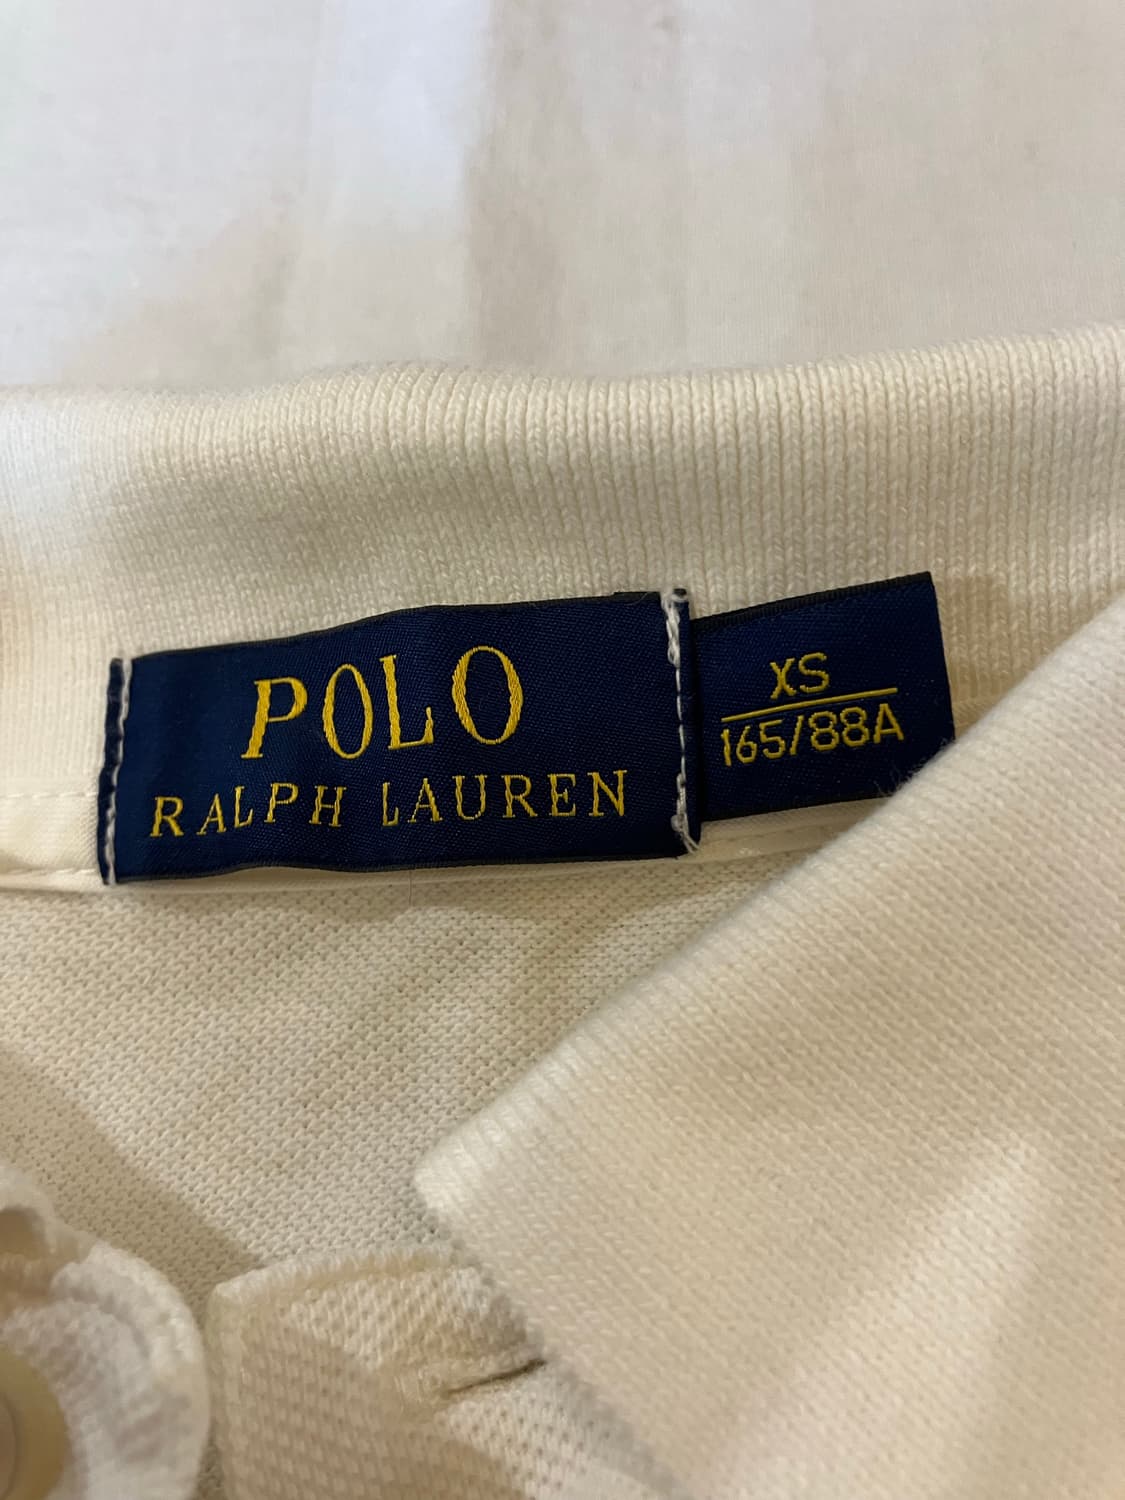 POLO
RALPH LAUREN
XS
165/88A